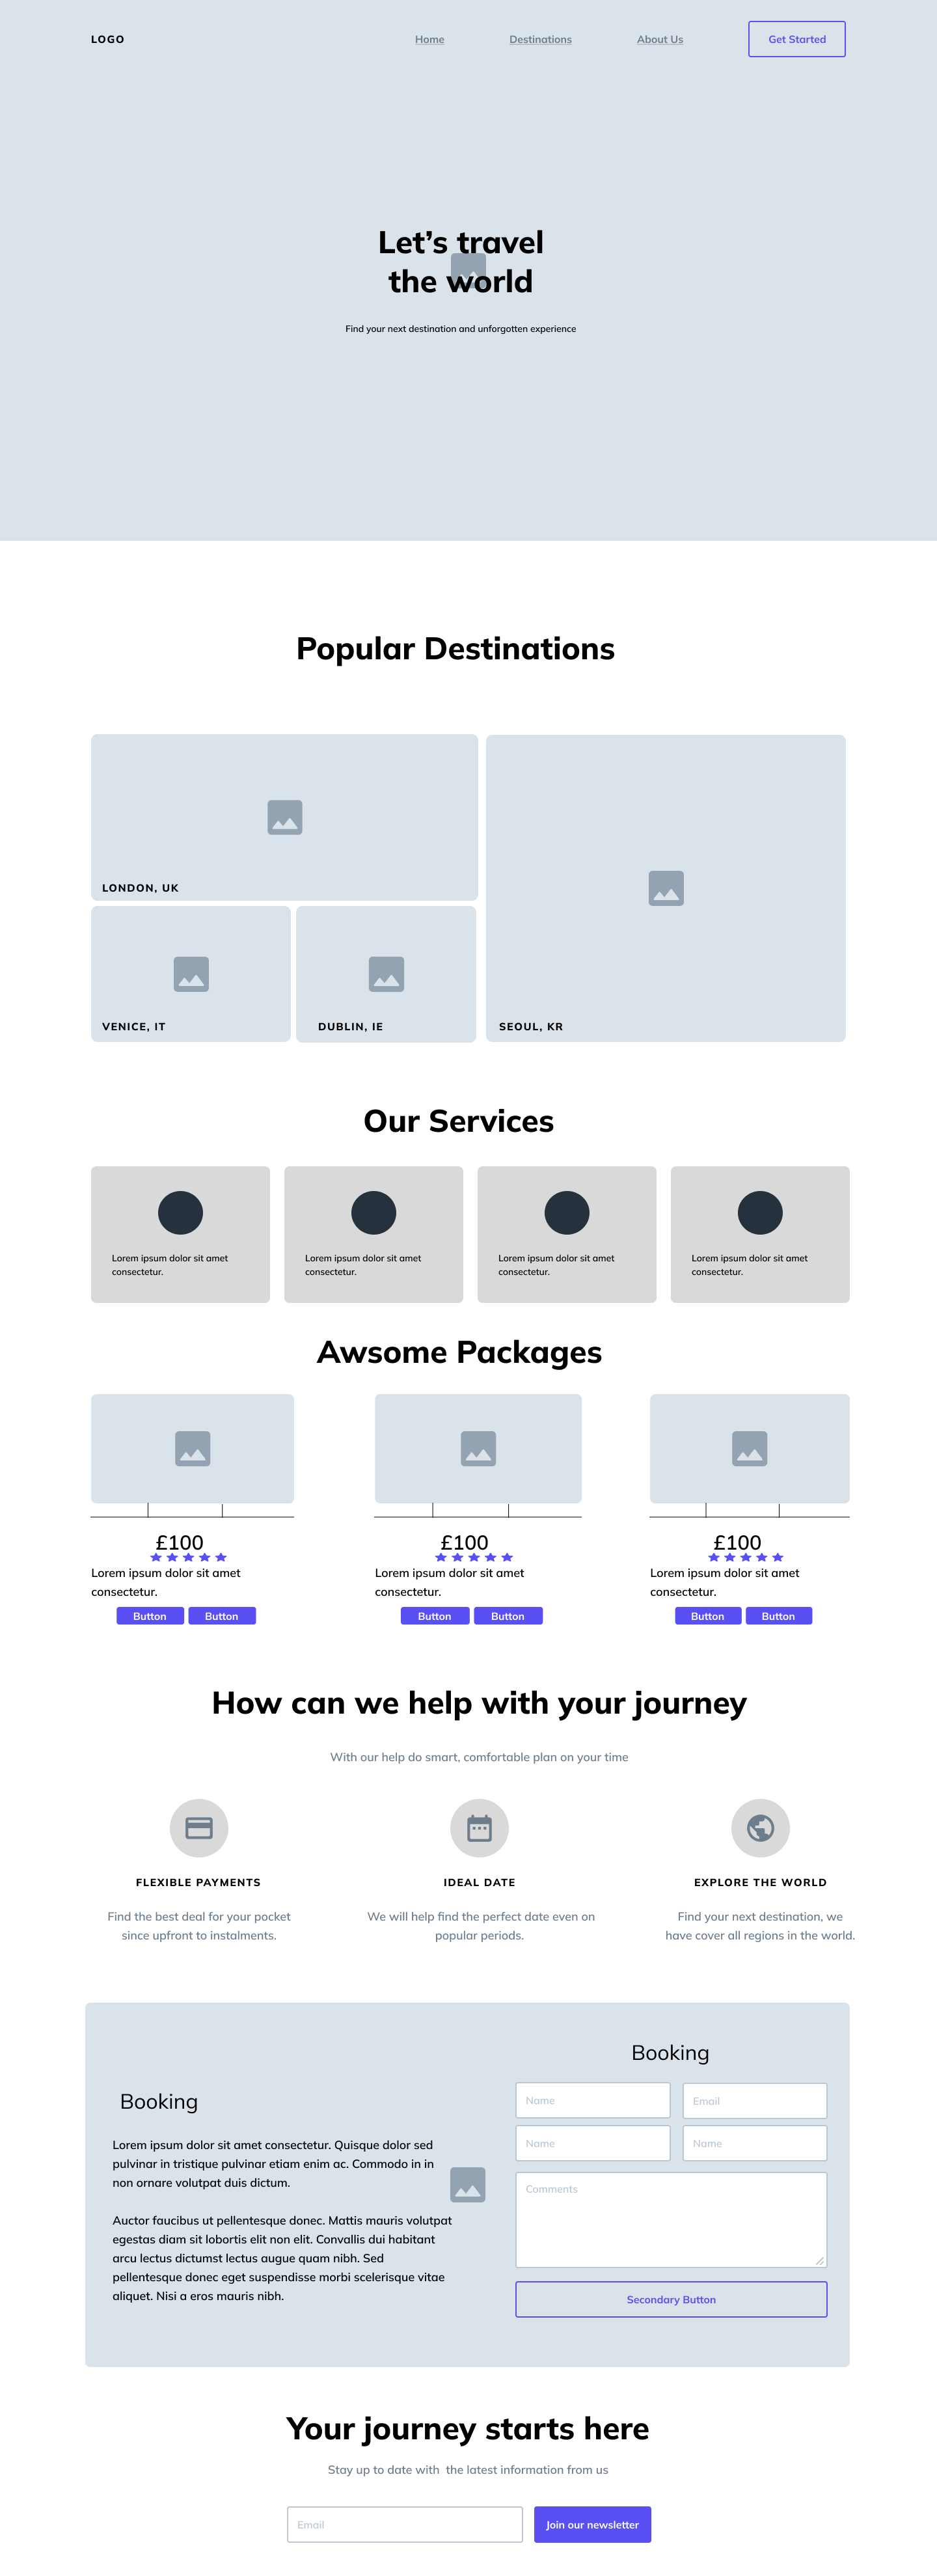 LOGO
Home
Destinations
About Us
Get Started
Let’s travel
the world
Find your next destination and unforgotten experience
Popular Destinations
LONDON, UK
VENICE, IT
DUBLIN, IE
SEOUL, KR
Our Services
Lorem ipsum dolor sit amet
consectetur.
Lorem ipsum dolor sit amet
consectetur.
Lorem ipsum dolor sit amet
consectetur.
Lorem ipsum dolor sit amet
consectetur.
Awsome Packages
£100
Lorem ipsum dolor sit amet
consectetur.
Button
Button
£100
Lorem ipsum dolor sit amet
consectetur.
Button
Button
£100
Lorem ipsum dolor sit amet
consectetur.
Button
Button
How can we help with your journey
With our help do smart, comfortable plan on your time
FLEXIBLE PAYMENTS
Find the best deal for your pocket
since upfront to instalments.
IDEAL DATE
We will help find the perfect date even on
popular periods.
EXPLORE THE WORLD
Find your next destination, we
have cover all regions in the world.
Booking
Lorem ipsum dolor sit amet consectetur. Quisque dolor sed
pulvinar in tristique pulvinar etiam enim ac. Commodo in in
non ornare volutpat duis dictum.
Auctor faucibus ut pellentesque donec. Mattis mauris volutpat
egestas diam sit lobortis elit non elit. Convallis dui habitant
arcu lectus dictumst lectus augue quam nibh. Sed
pellentesque donec eget suspendisse morbi scelerisque vitae
aliquet. Nisi a eros mauris nibh.
Booking
Name
Email
Name
Name
Comments
Secondary Button
Your journey starts here
Stay up to date with  the latest information from us
Email
Join our newsletter